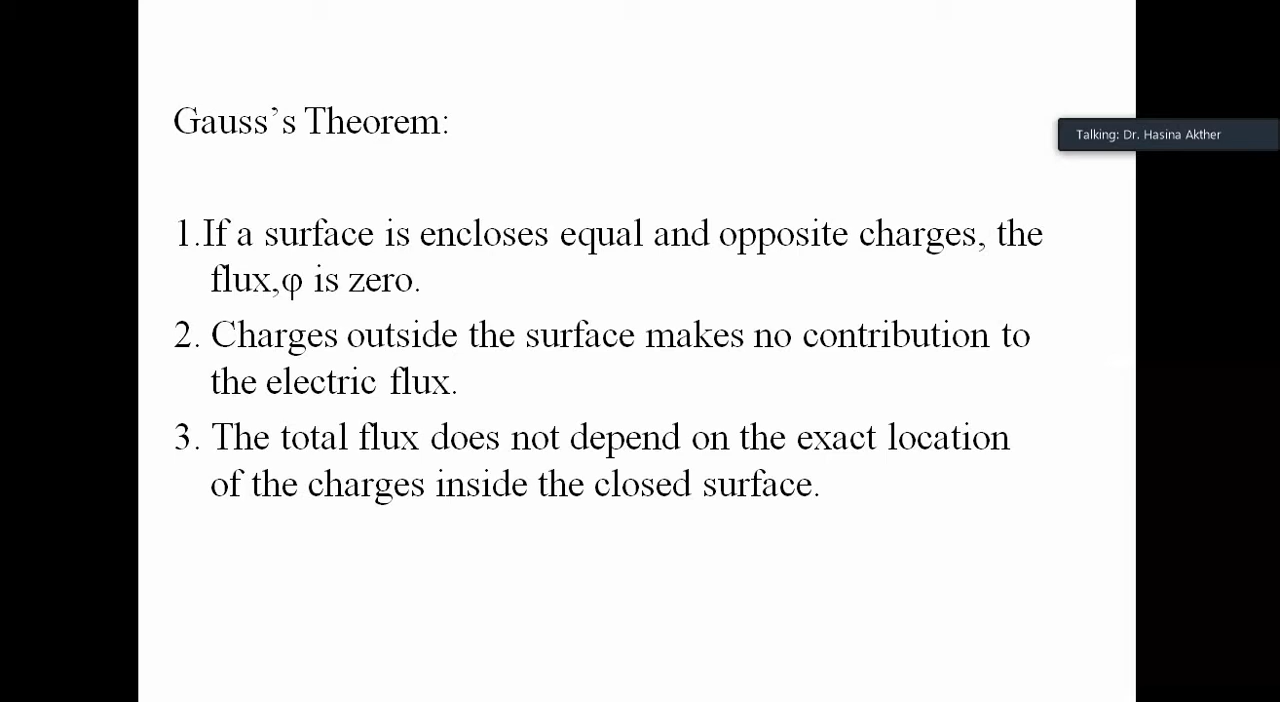 Gauss’s Theorem:
Talking: Dr. Hasina Akther
1.If a surface is encloses equal and opposite charges, the
flux,φ is zero.
2. Charges outside the surface makes no contribution to
the electric flux.
3. The total flux does not depend on the exact location
of the charges inside the closed surface.